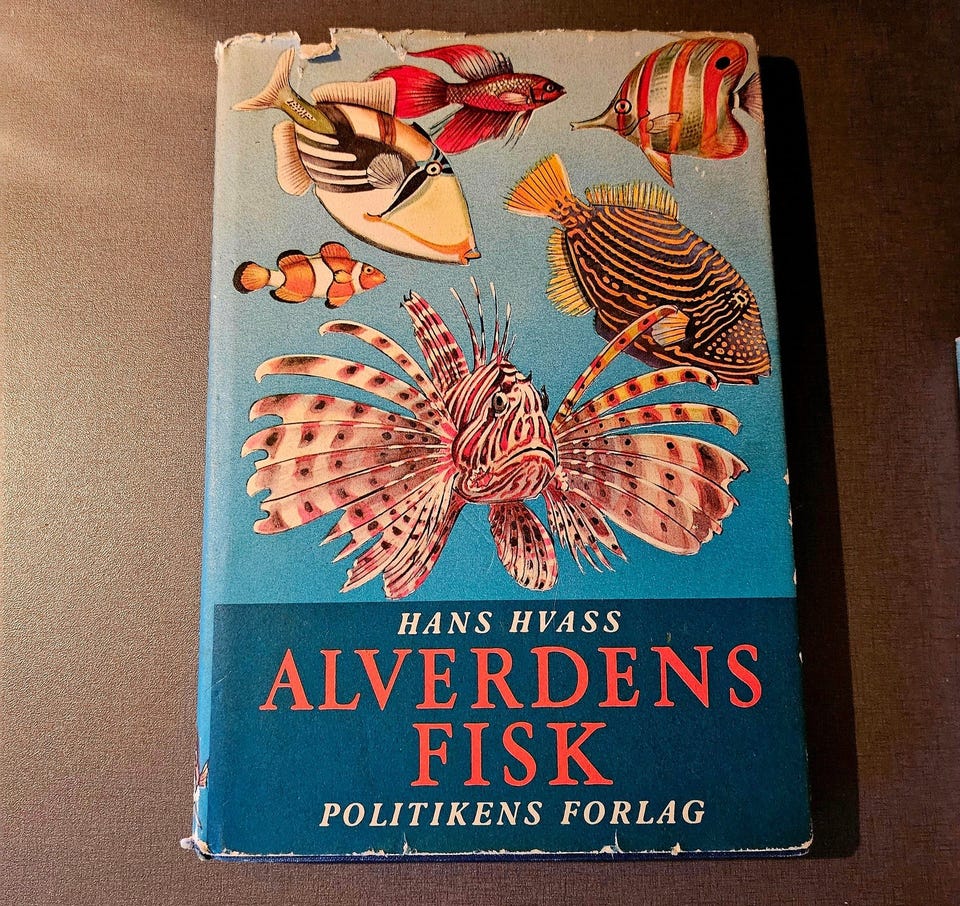 HANS HVASS
ALVERDENS
FISK
POLITIKENS FORLAG